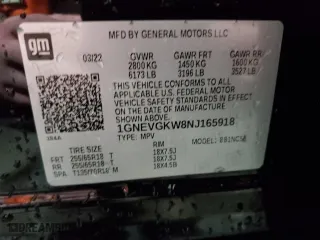 gm
MFD BY GENERAL MOTORS LLC
03/22 GVWR GAWR FRT GAWR RR
2800 KG 1450 KG 1600 KG
6173 LB 3196 LB 3527 LB
THIS VEHICLE CONFORMS TO ALL
APPLICABLE U.S. FEDERAL MOTOR
VEHICLE SAFETY STANDARDS IN EFFECT
ON THE DATE OF MANUFACTURE
SHOWN ABOVE.
1GNEVGKW8NJ165918
TYPE: MPV
TIRE SIZE RIM
FRT 255/65R18 T 18X7.5J
RR 255/65R18 T 18X7.5J
SPA T135/70R18 M 18X4.5B